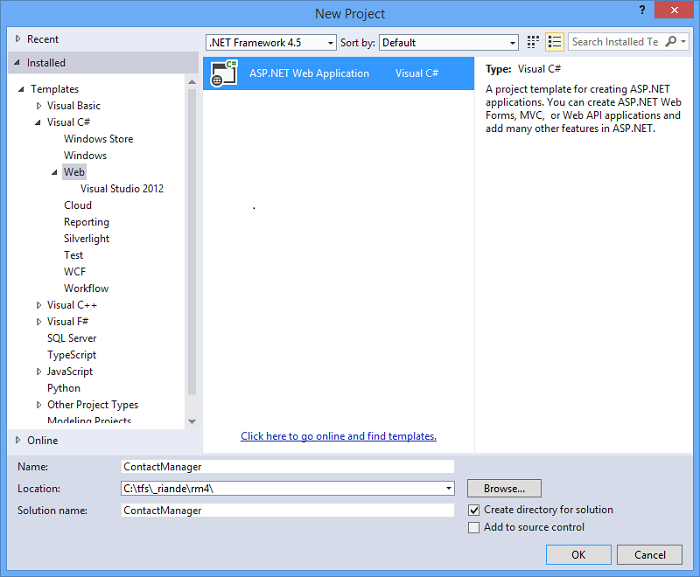 New Project
?
Recent
.NET Framework 4.5
Sort by:
Default
Search Installed Te
Installed
Templates
Visual Basic
Visual C#
Windows Store
Windows
Web
Visual Studio 2012
Cloud
Reporting
Silverlight
Test
WCF
Workflow
Visual C++
Visual F#
SQL Server
TypeScript
JavaScript
Python
Other Project Types
Modeling Projects
Online
C#
ASP.NET Web Application
Visual C#
Click here to go online and find templates.
Type: Visual C#
A project template for creating ASP.NET
applications. You can create ASP.NET Web
Forms, MVC, or Web API applications and
add many other features in ASP.NET.
Name:
ContactManager
Location:
C:\tfs\_riande\rm4\
Browse...
Solution name:
ContactManager
Create directory for solution
Add to source control
OK
Cancel